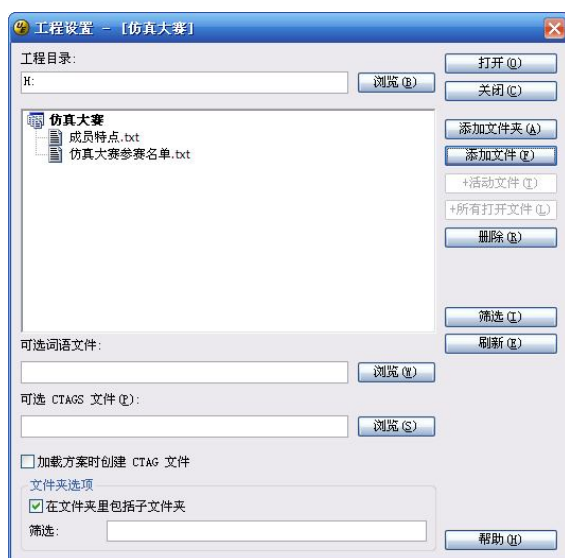 工程设置 - [仿真大赛]
工程目录:
H:
浏览(B)
打开(O)
关闭(C)
仿真大赛
成员特点.txt
仿真大赛参赛名单.txt
添加文件夹(A)
添加文件(F)
+活动文件(T)
+所有打开文件(L)
删除(R)
筛选(I)
刷新(E)
可选词语文件:
浏览(W)
可选 CTAGS 文件(P):
浏览(S)
加载方案时创建 CTAG 文件
文件夹选项
在文件夹里包括子文件夹
筛选:
帮助(H)